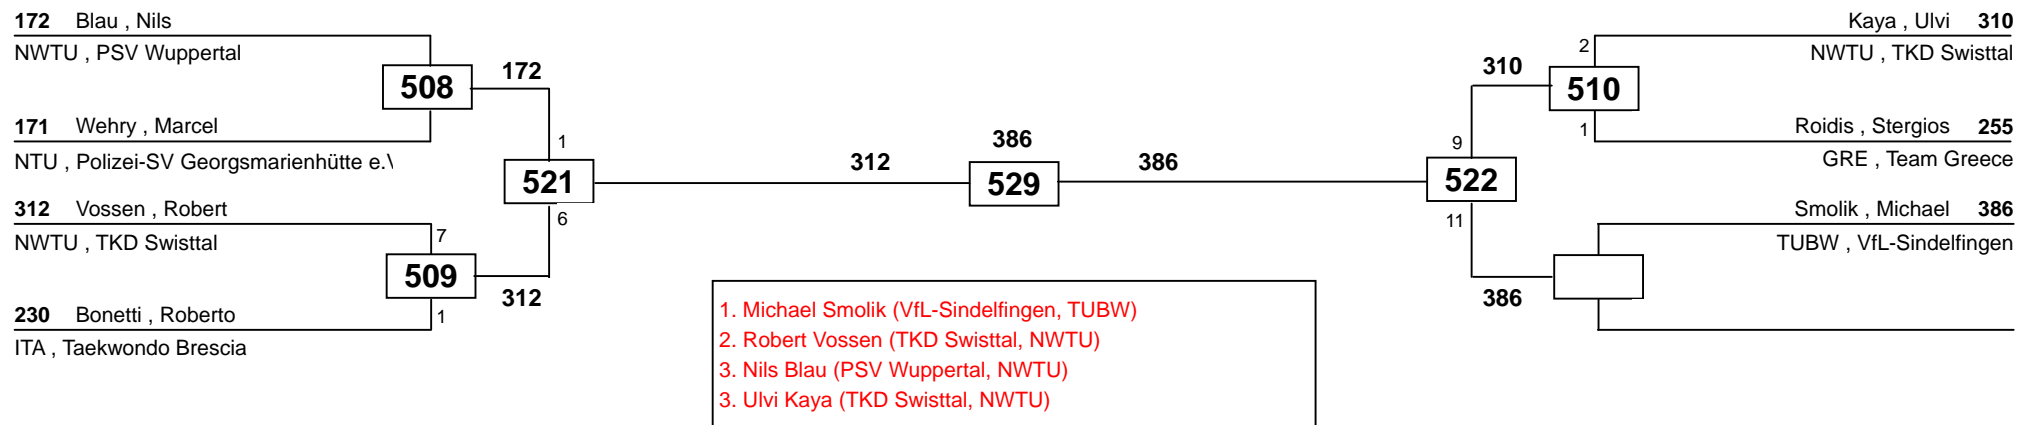 172 Blau , Nils
NWTU , PSV Wuppertal
508
172
171 Wehry , Marcel
NTU , Polizei-SV Georgsmarienhütte e.\
1
521
312
6
312 Vossen , Robert
NWTU , TKD Swisttal
7
509
312
230 Bonetti , Roberto
1
ITA , Taekwondo Brescia
386
529
386
Kaya , Ulvi 310
2
NWTU , TKD Swisttal
310
510
1
Roidis , Stergios 255
GRE , Team Greece
9
522
11
Smolik , Michael 386
TUBW , VfL-Sindelfingen
386
1. Michael Smolik (VfL-Sindelfingen, TUBW)
2. Robert Vossen (TKD Swisttal, NWTU)
3. Nils Blau (PSV Wuppertal, NWTU)
3. Ulvi Kaya (TKD Swisttal, NWTU)